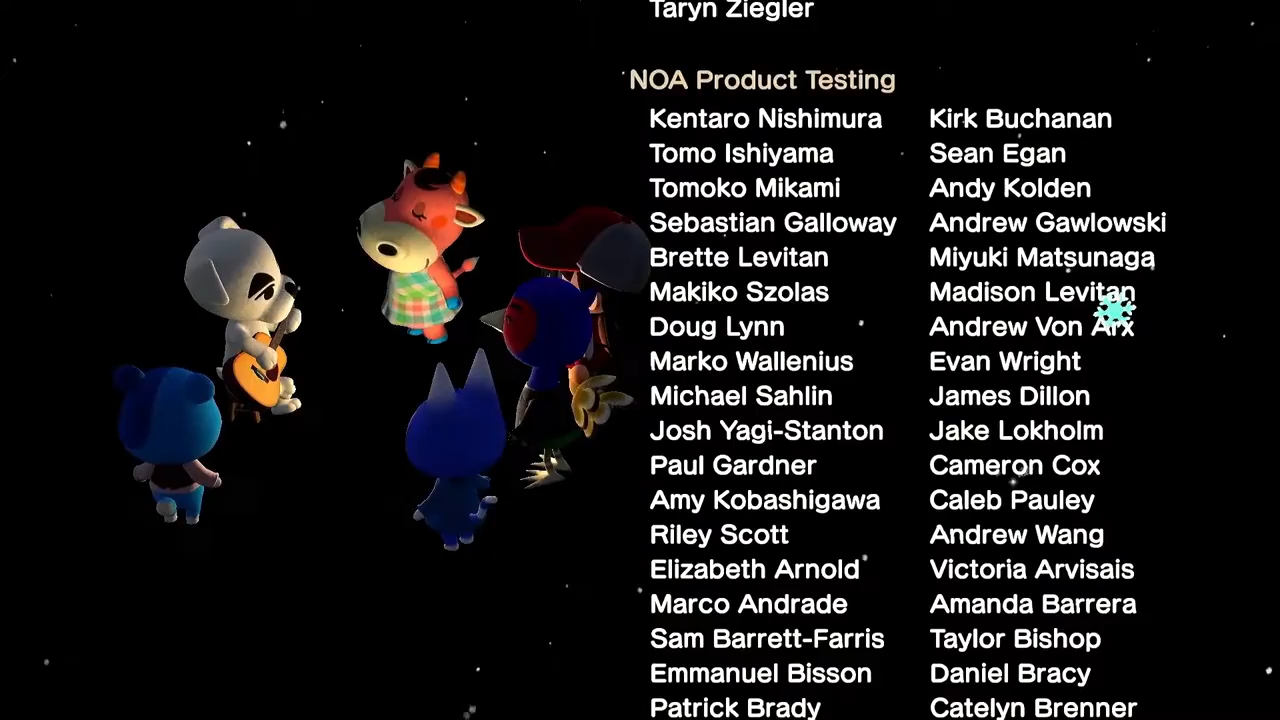 Taryn Ziegler
NOA Product Testing
Kentaro Nishimura Kirk Buchanan
Tomo Ishiyama Sean Egan
Tomoko Mikami Andy Kolden
Sebastian Galloway Andrew Gawlowski
Brette Levitan Miyuki Matsunaga
Makiko Szolas Madison Levitan
Doug Lynn Andrew Von Arx
Marko Wallenius Evan Wright
Michael Sahlin James Dillon
Josh Yagi-Stanton Jake Lokholm
Paul Gardner Cameron Cox
Amy Kobashigawa Caleb Pauley
Riley Scott Andrew Wang
Elizabeth Arnold Victoria Arvisais
Marco Andrade Amanda Barrera
Sam Barrett-Farris Taylor Bishop
Emmanuel Bisson Daniel Bracy
Patrick Brady Catelyn Brenner